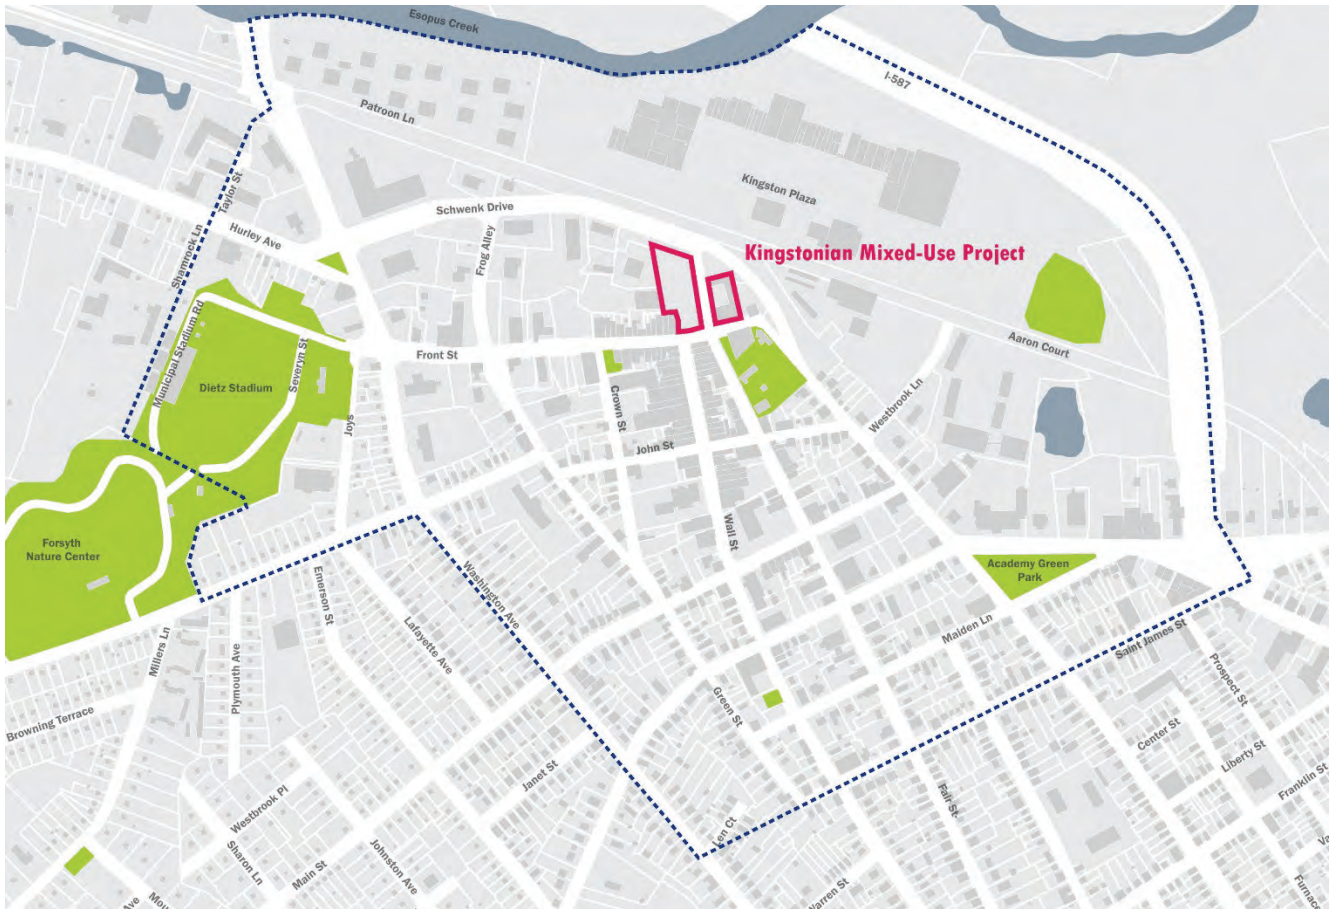 Esopus Creek
I-587
Patroon Ln
Kingston Plaza
Taylor St
Schwenk Drive
Hurley Ave
Frog Alley
Shamrock Ln
Kingstonian Mixed-Use Project
Municipal Stadium Rd
Severyn St
Aaron Court
Front St
Dietz Stadium
Westbrook Ln
Crown St
Joys
John St
Wall St
Forsyth
Nature Center
Academy Green
Park
Emerson St
Washington Ave
Maiden Ln
Saint James St
Lafayette Ave
Millers Ln
Plymouth Ave
Prospect St
Green St
Browning Terrace
Center St
Liberty St
Janet St
Franklin St
Fair St
Westbrook Pl
Len Ct
Sharon Ln
Main St
Johnston Ave
Warren St
Furnac
Va
Ave
Mou